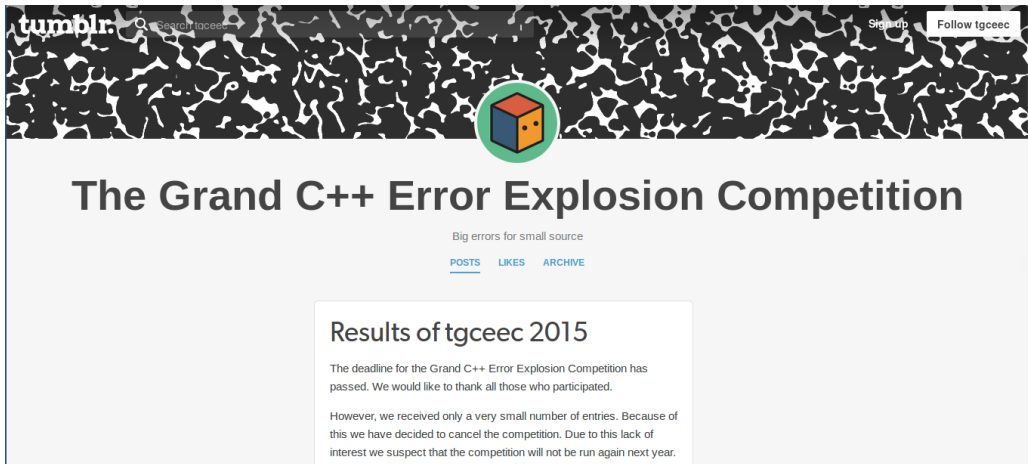 tumblr. Search tgceec Sign up Follow tgceec
The Grand C++ Error Explosion Competition
Big errors for small source
POSTS LIKES ARCHIVE
Results of tgceec 2015
The deadline for the Grand C++ Error Explosion Competition has
passed. We would like to thank all those who participated.
However, we received only a very small number of entries. Because of
this we have decided to cancel the competition. Due to this lack of
interest we suspect that the competition will not be run again next year.